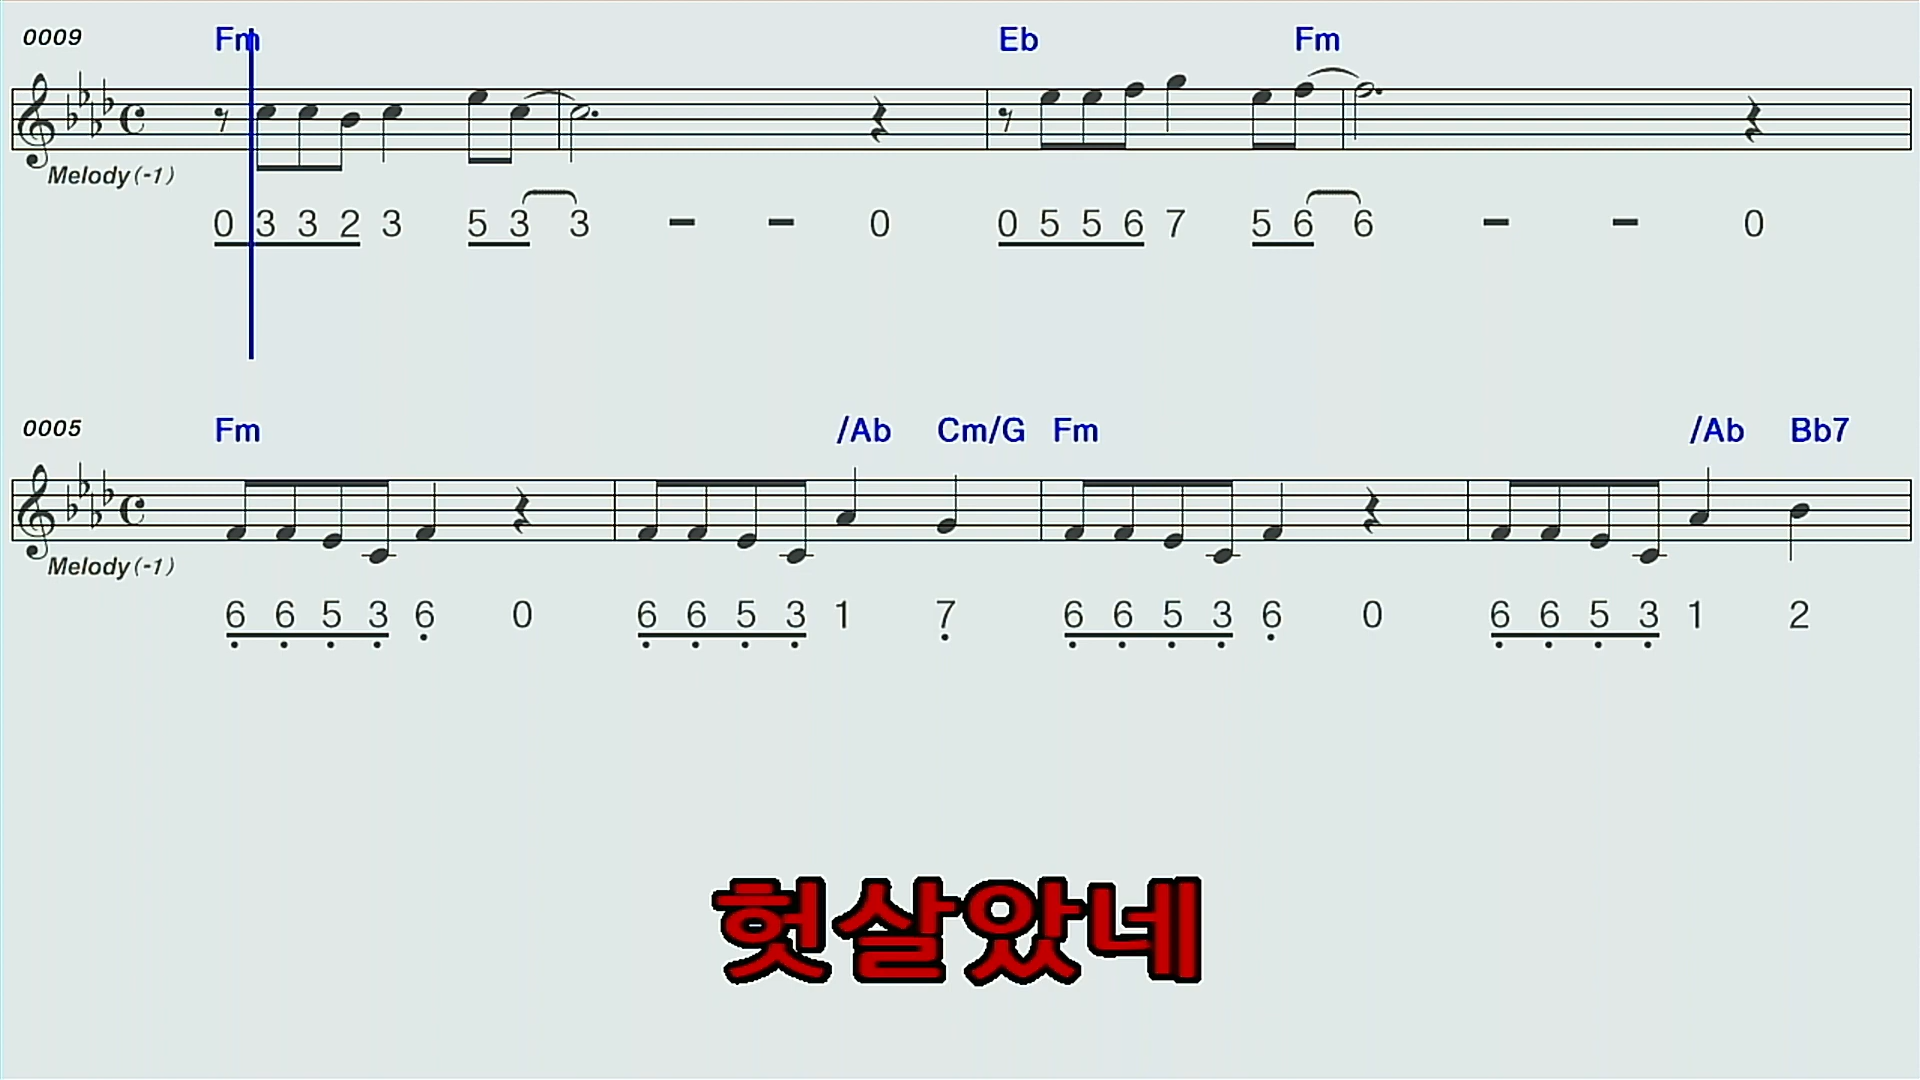 0009 Fm Eb Fm
Melody(-1)
0 3 3 2 3 5 3 3 - - 0 0 5 5 6 7 5 6 6 - - 0
0005 Fm /Ab Cm/G Fm /Ab Bb7
Melody(-1)
6 6 5 3 6 0 6 6 5 3 1 7 6 6 5 3 6 0 6 6 5 3 1 2
헛살았네